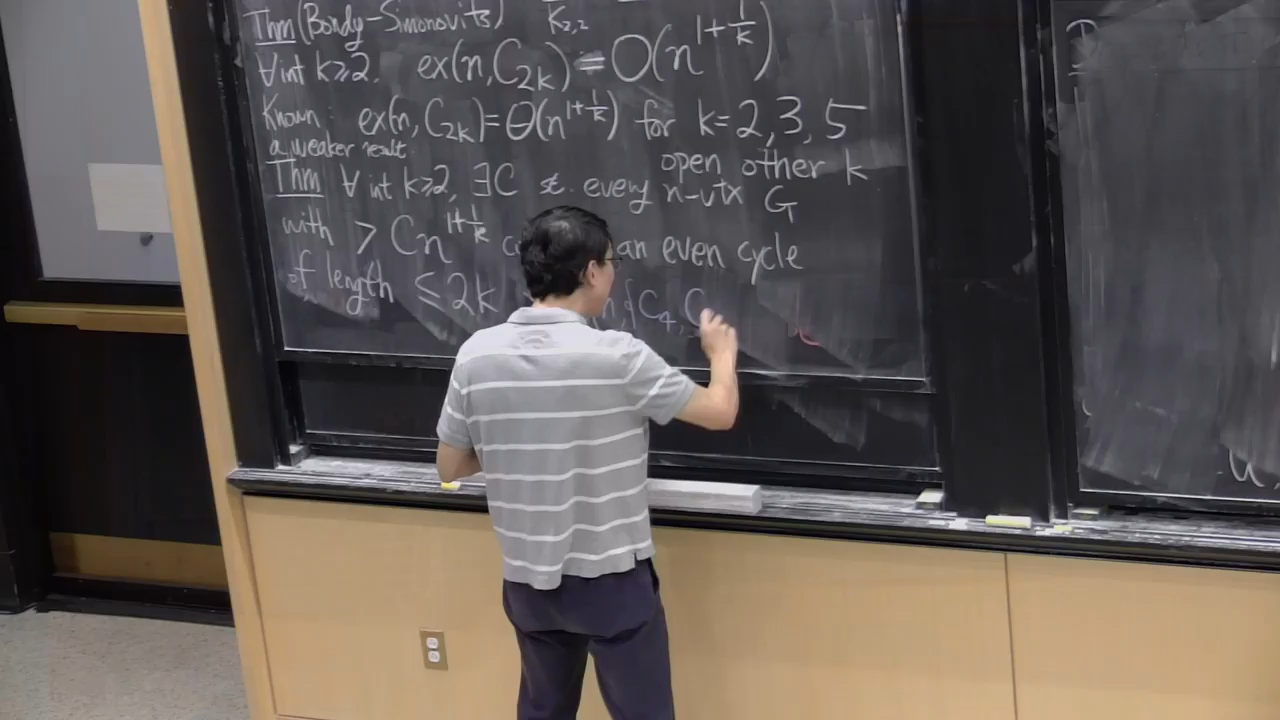 Thm (Bondy-Simonovits) K₂,₂
∀ int k≥2, ex(n, C₂ₖ) = O(n^{1+1/k})
Known: ex(n, C₂ₖ) = Θ(n^{1+1/k}) for k=2,3,5
a weaker result: open other k
Thm ∀ int k≥2, ∃C st. every n-vtx G
with > Cn^{1+1/k} an even cycle
of length ≤2k {C₄, C